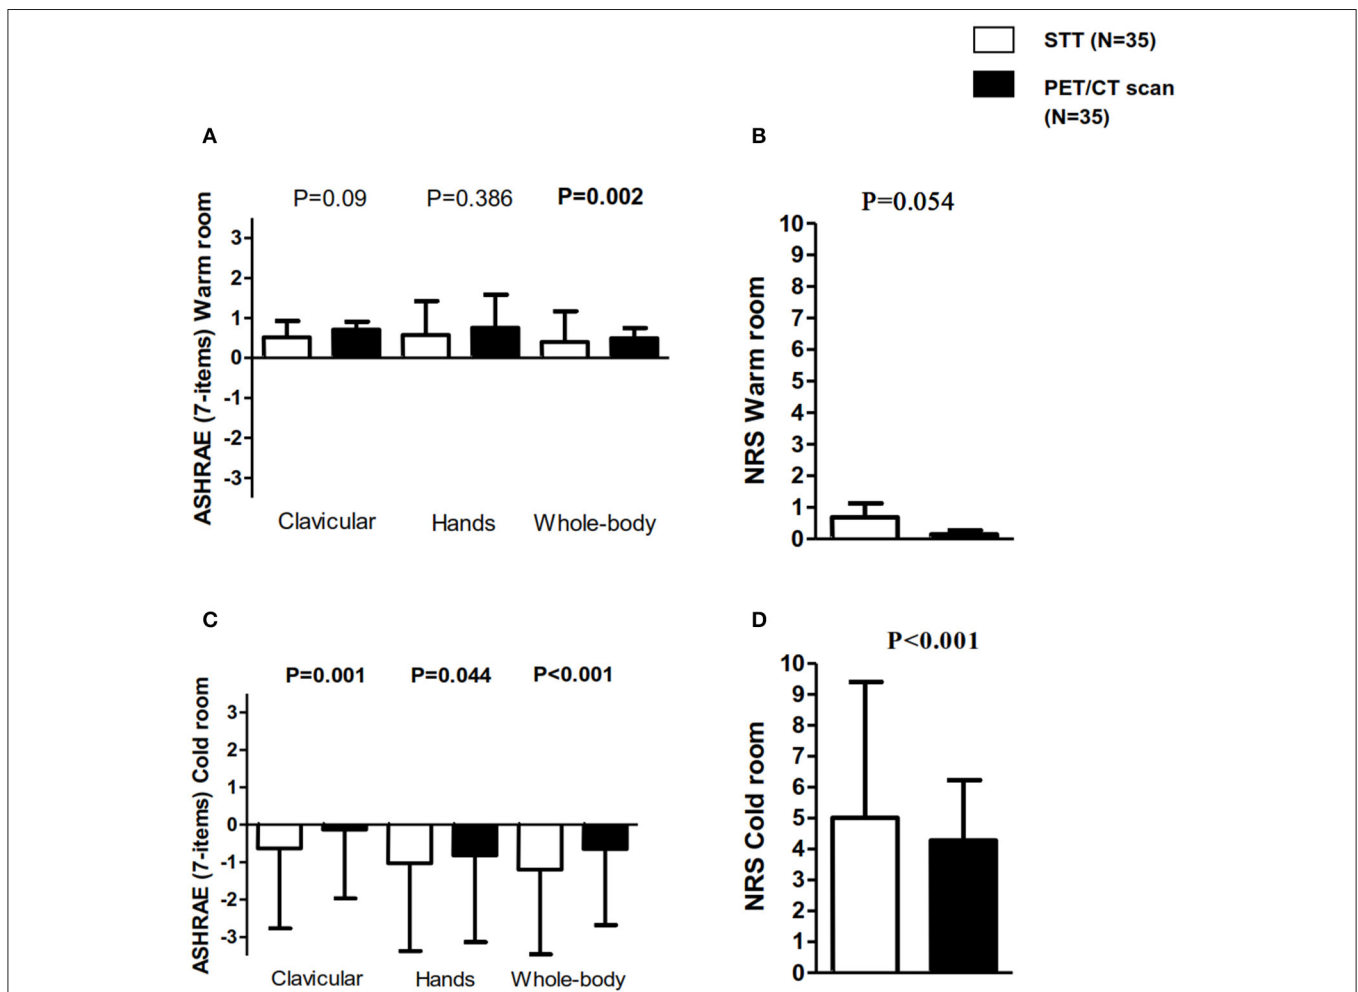 STT (N=35)
PET/CT scan
(N=35)
A
P=0.09 P=0.386 P=0.002
ASHRAE (7-items) Warm room
3
2
1
0
-1
-2
-3
Clavicular Hands Whole-body
B
P=0.054
NRS Warm room
10
9
8
7
6
5
4
3
2
1
0
C
P=0.001 P=0.044 P<0.001
ASHRAE (7-items) Cold room
3
2
1
0
-1
-2
-3
Clavicular Hands Whole-body
D
P<0.001
NRS Cold room
10
9
8
7
6
5
4
3
2
1
0